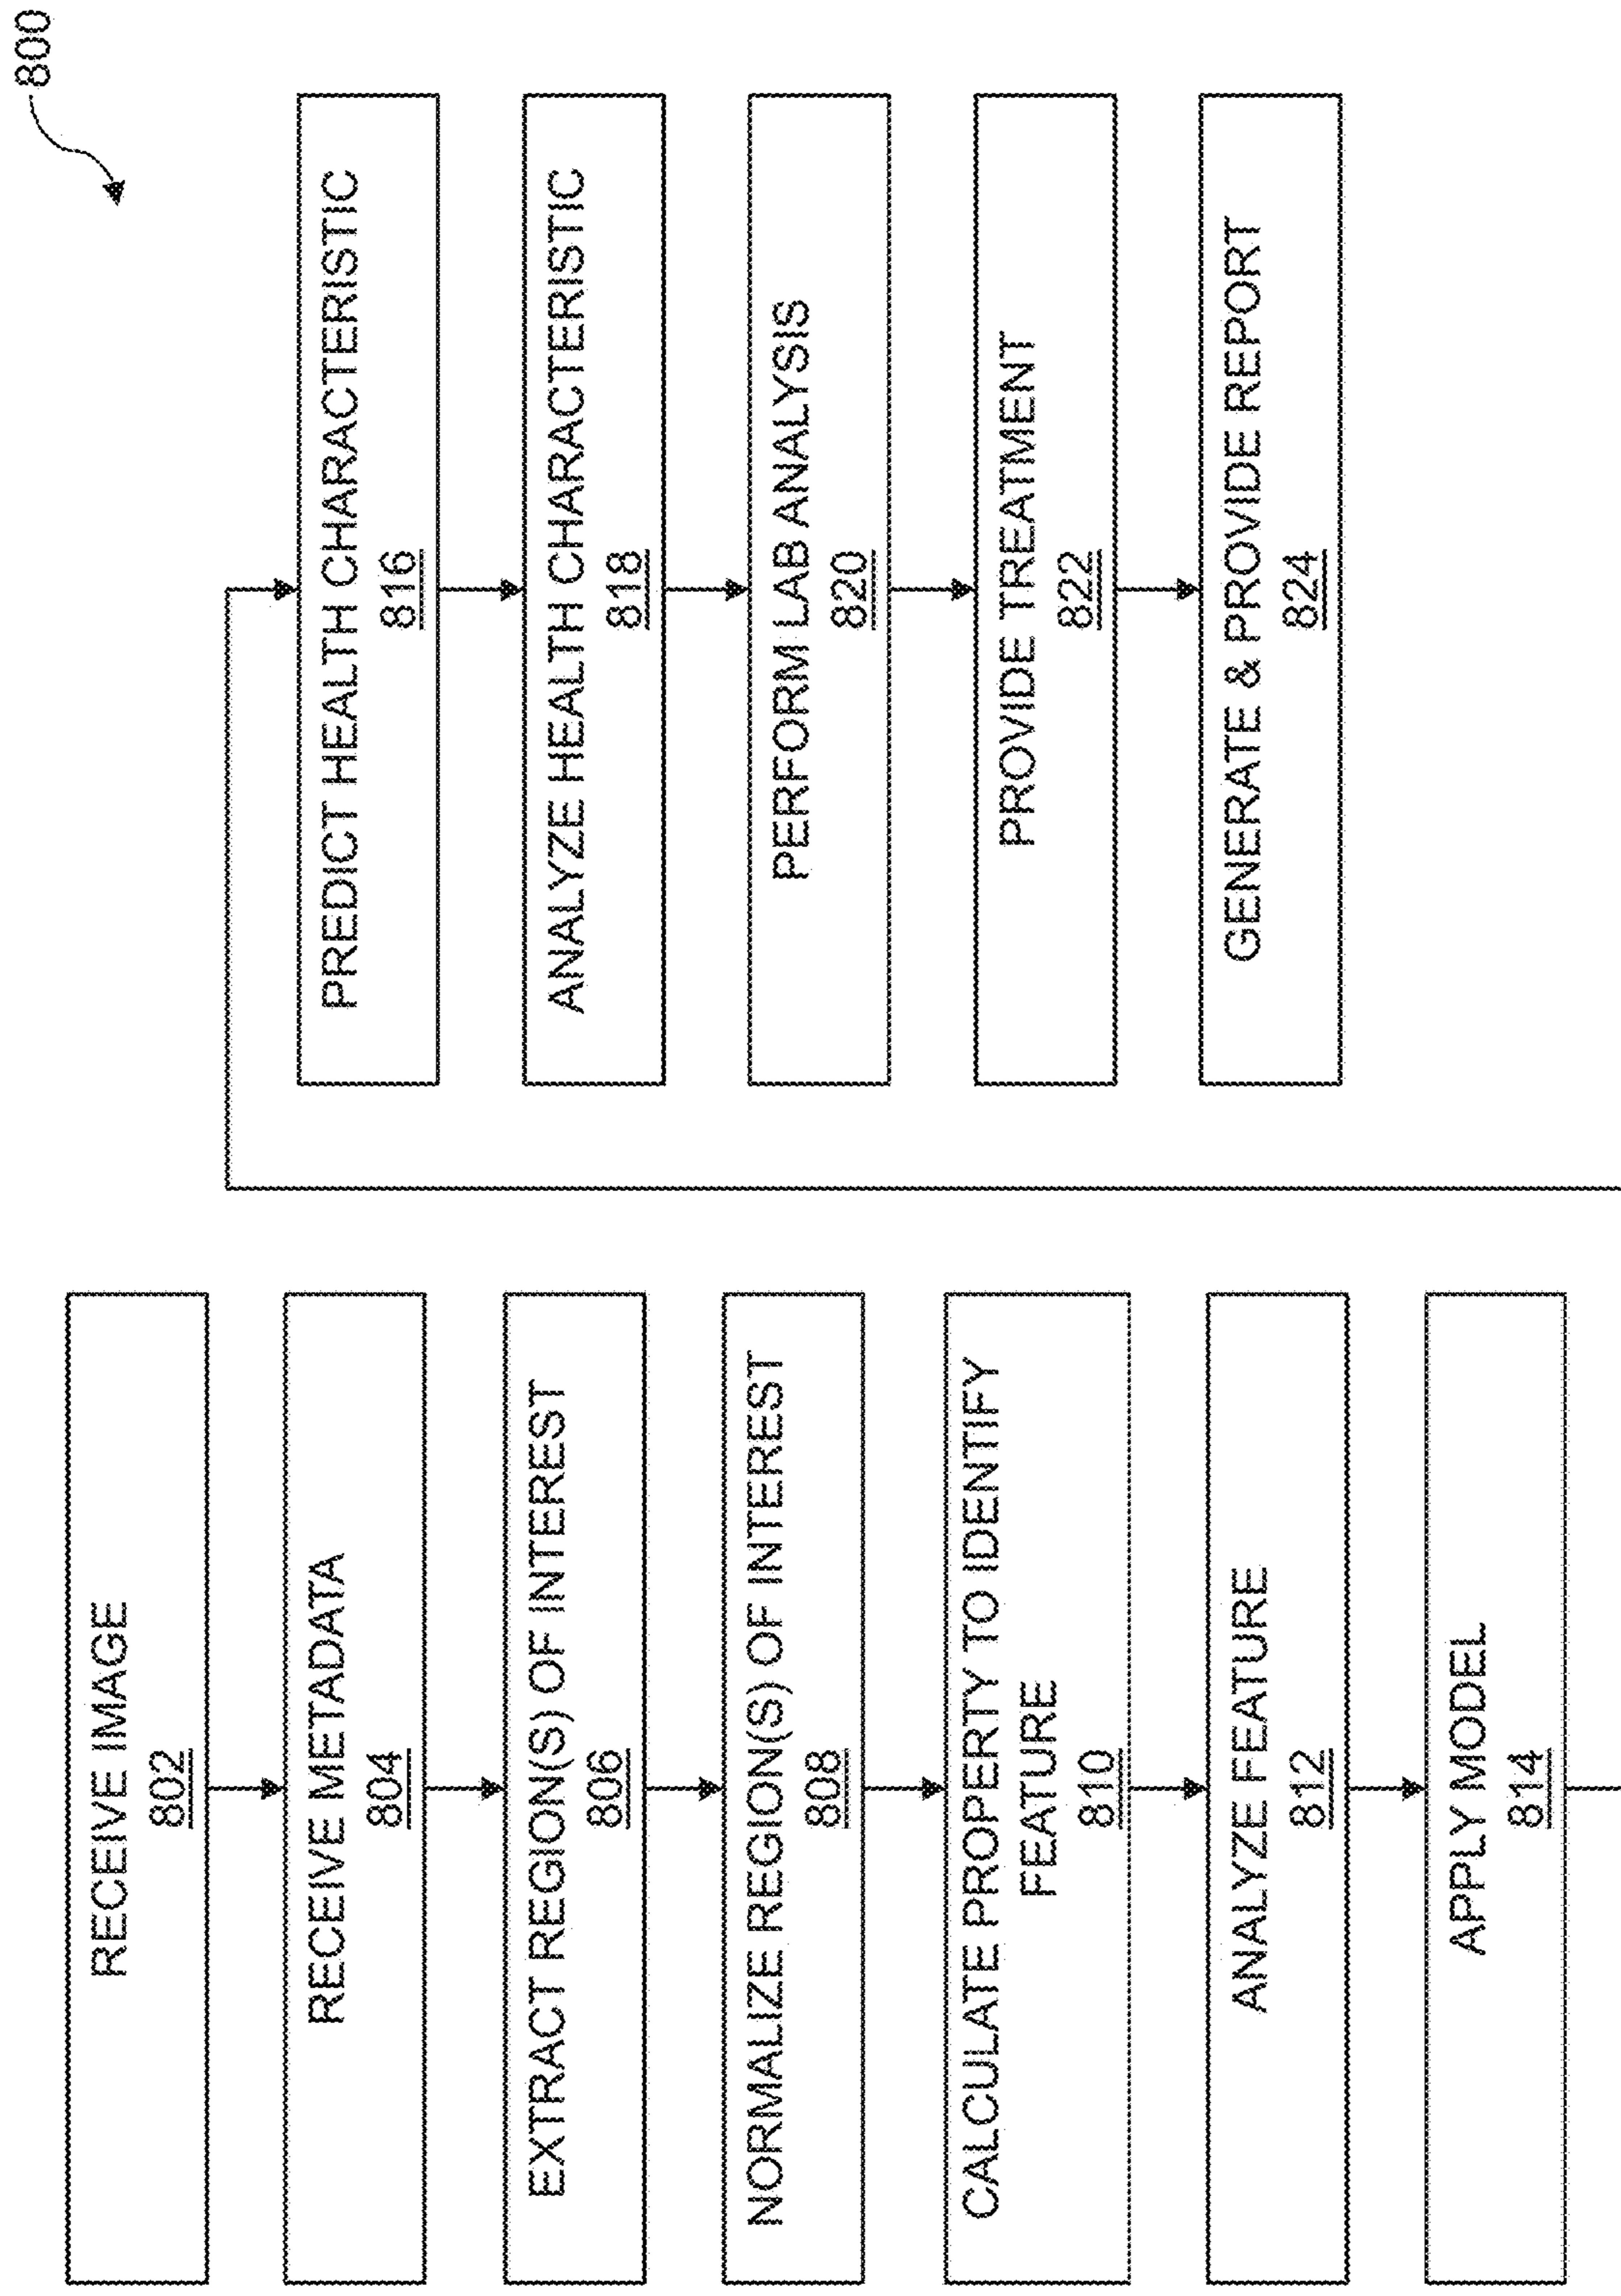 800
RECEIVE IMAGE
802
RECEIVE METADATA
804
EXTRACT REGION(S) OF INTEREST
806
NORMALIZE REGION(S) OF INTEREST
808
CALCULATE PROPERTY TO IDENTIFY
FEATURE
810
ANALYZE FEATURE
812
APPLY MODEL
814
PREDICT HEALTH CHARACTERISTIC
816
ANALYZE HEALTH CHARACTERISTIC
818
PERFORM LAB ANALYSIS
820
PROVIDE TREATMENT
822
GENERATE & PROVIDE REPORT
824